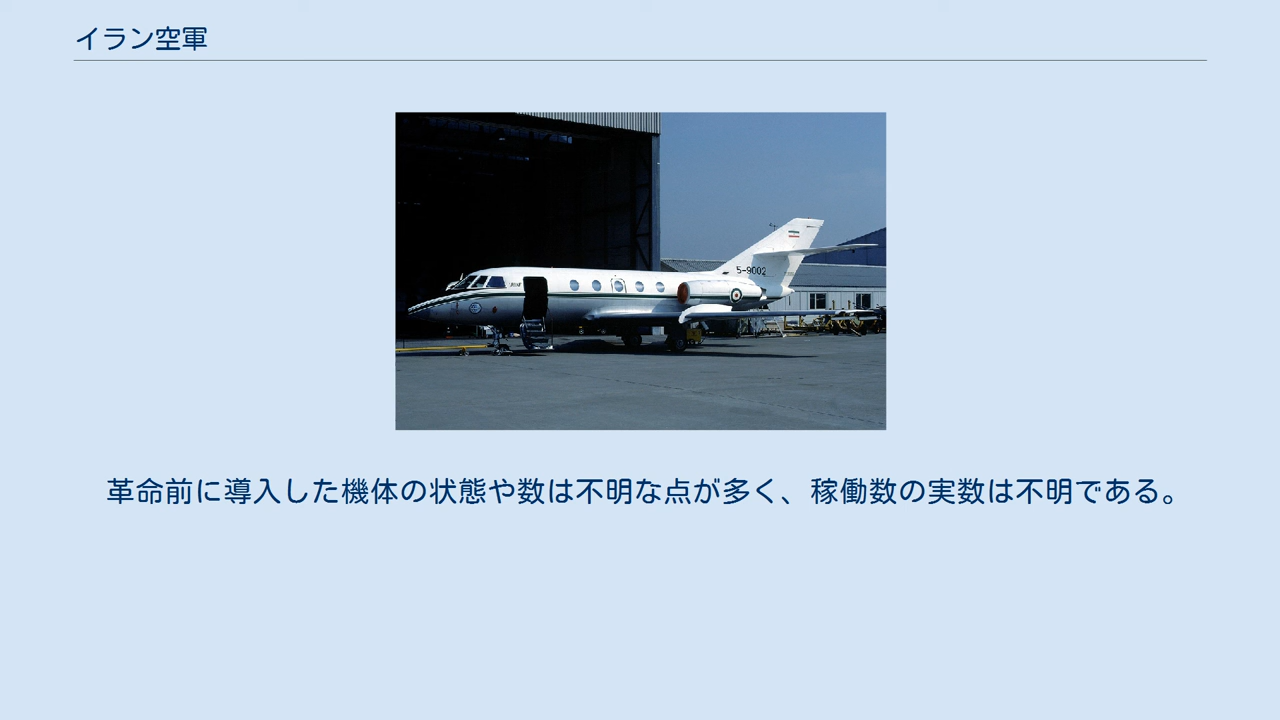 イラン空軍
5-9002
革命前に導入した機体の状態や数は不明な点が多く、稼働数の実数は不明である。